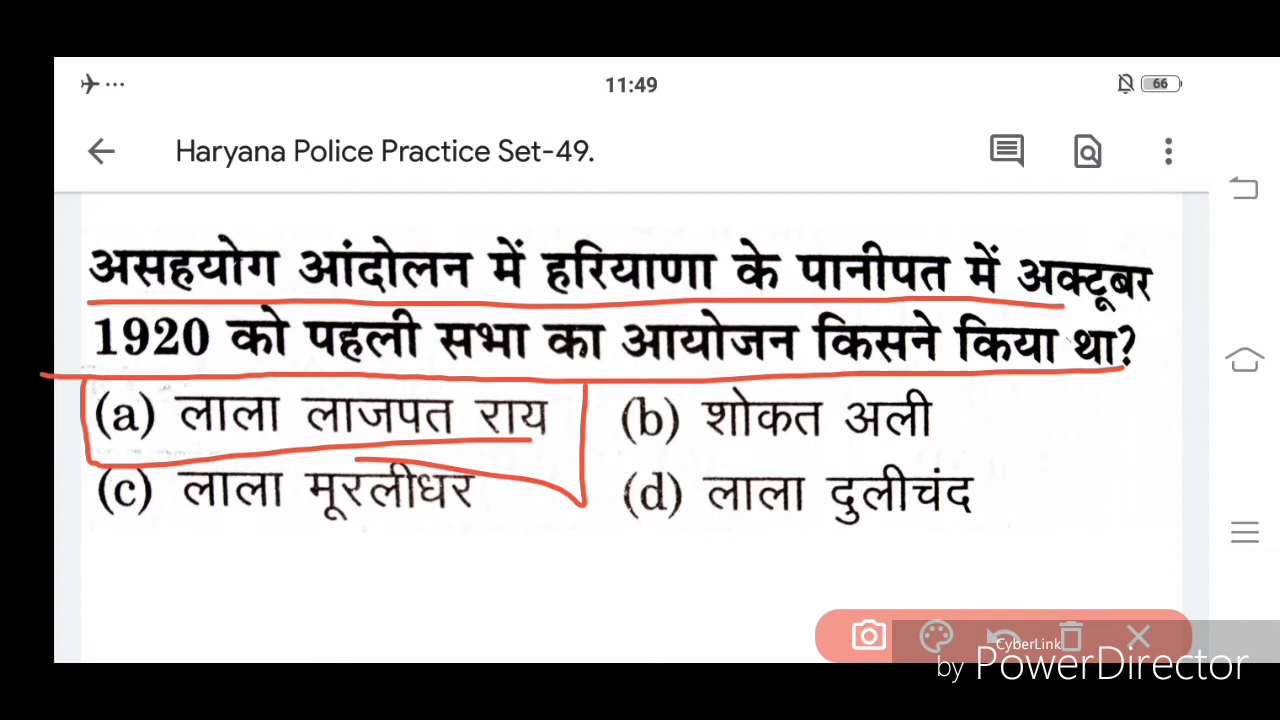 11:49
66
Haryana Police Practice Set-49.
असहयोग आंदोलन में हरियाणा के पानीपत में अक्टूबर
1920 को पहली सभा का आयोजन किसने किया था?
(a) लाला लाजपत राय (b) शोकत अली
(c) लाला मूरलीधर (d) लाला दुलीचंद
CyberLink
by PowerDirector